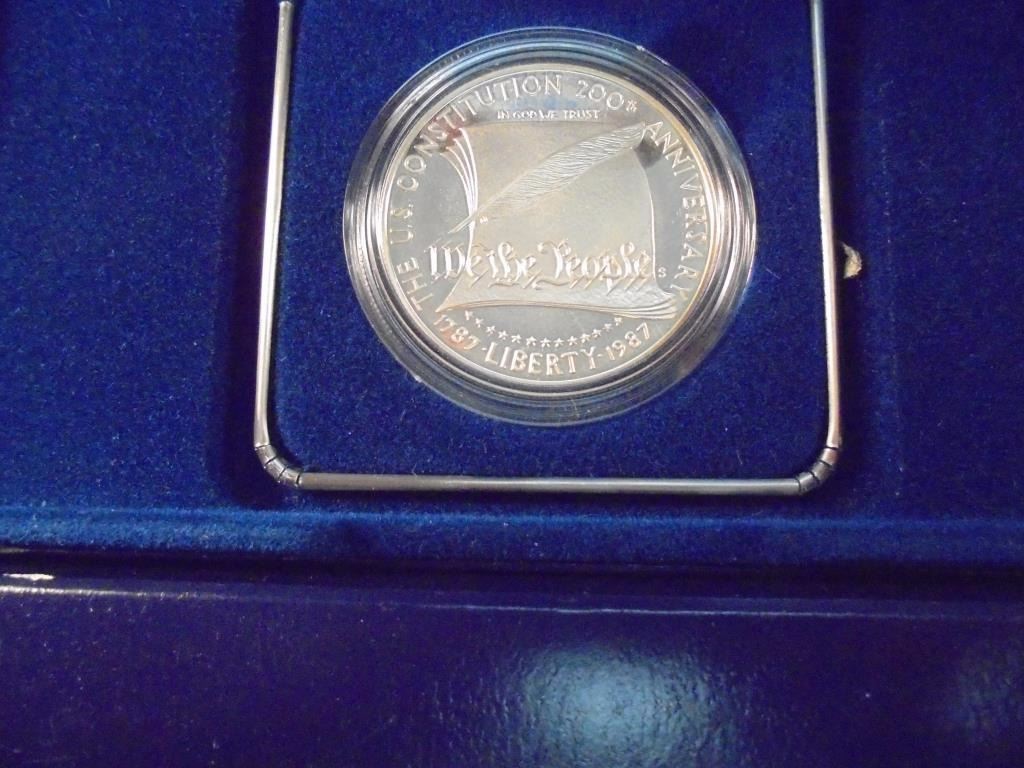 THE U.S. CONSTITUTION 200th ANNIVERSARY
IN GOD WE TRUST
We the People
S
1787 · LIBERTY · 1987